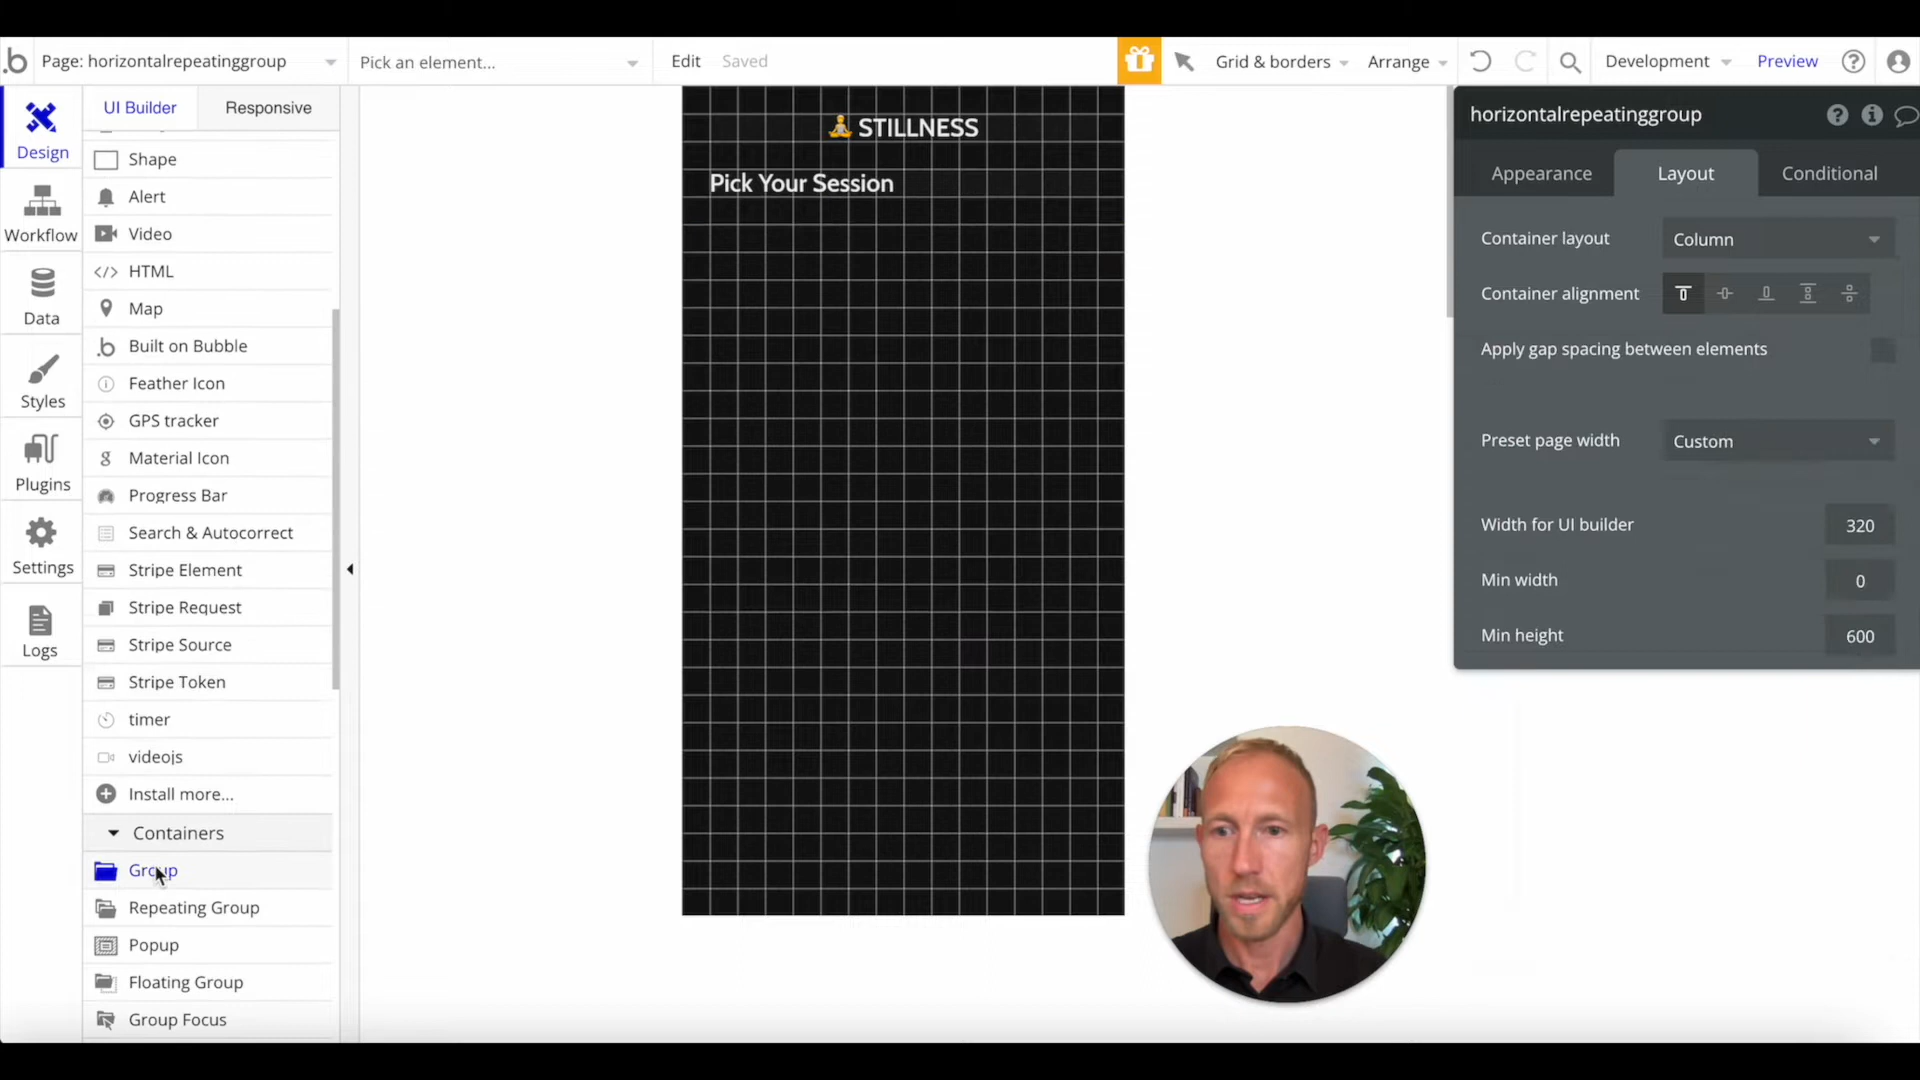 Page: horizontalrepeatinggroup
Pick an element...
Edit
Saved
Grid & borders
Arrange
Development
Preview
Design
Workflow
Data
Styles
Plugins
Settings
Logs
UI Builder
Responsive
Shape
Alert
Video
HTML
Map
Built on Bubble
Feather Icon
GPS tracker
Material Icon
Progress Bar
Search & Autocorrect
Stripe Element
Stripe Request
Stripe Source
Stripe Token
timer
videojs
Install more...
Containers
Group
Repeating Group
Popup
Floating Group
Group Focus
STILLNESS
Pick Your Session
horizontalrepeatinggroup
Appearance
Layout
Conditional
Container layout
Column
Container alignment
Apply gap spacing between elements
Preset page width
Custom
Width for UI builder
320
Min width
0
Min height
600